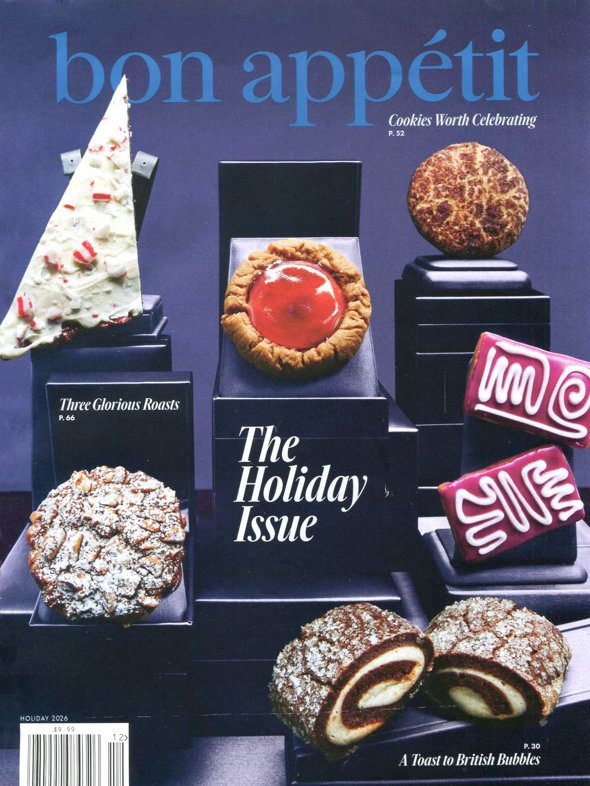 bon appétit
Cookies Worth Celebrating
P. 52
Three Glorious Roasts
P. 66
The
Holiday
Issue
HOLIDAY 2026
$9.99
12>
P. 30
A Toast to British Bubbles